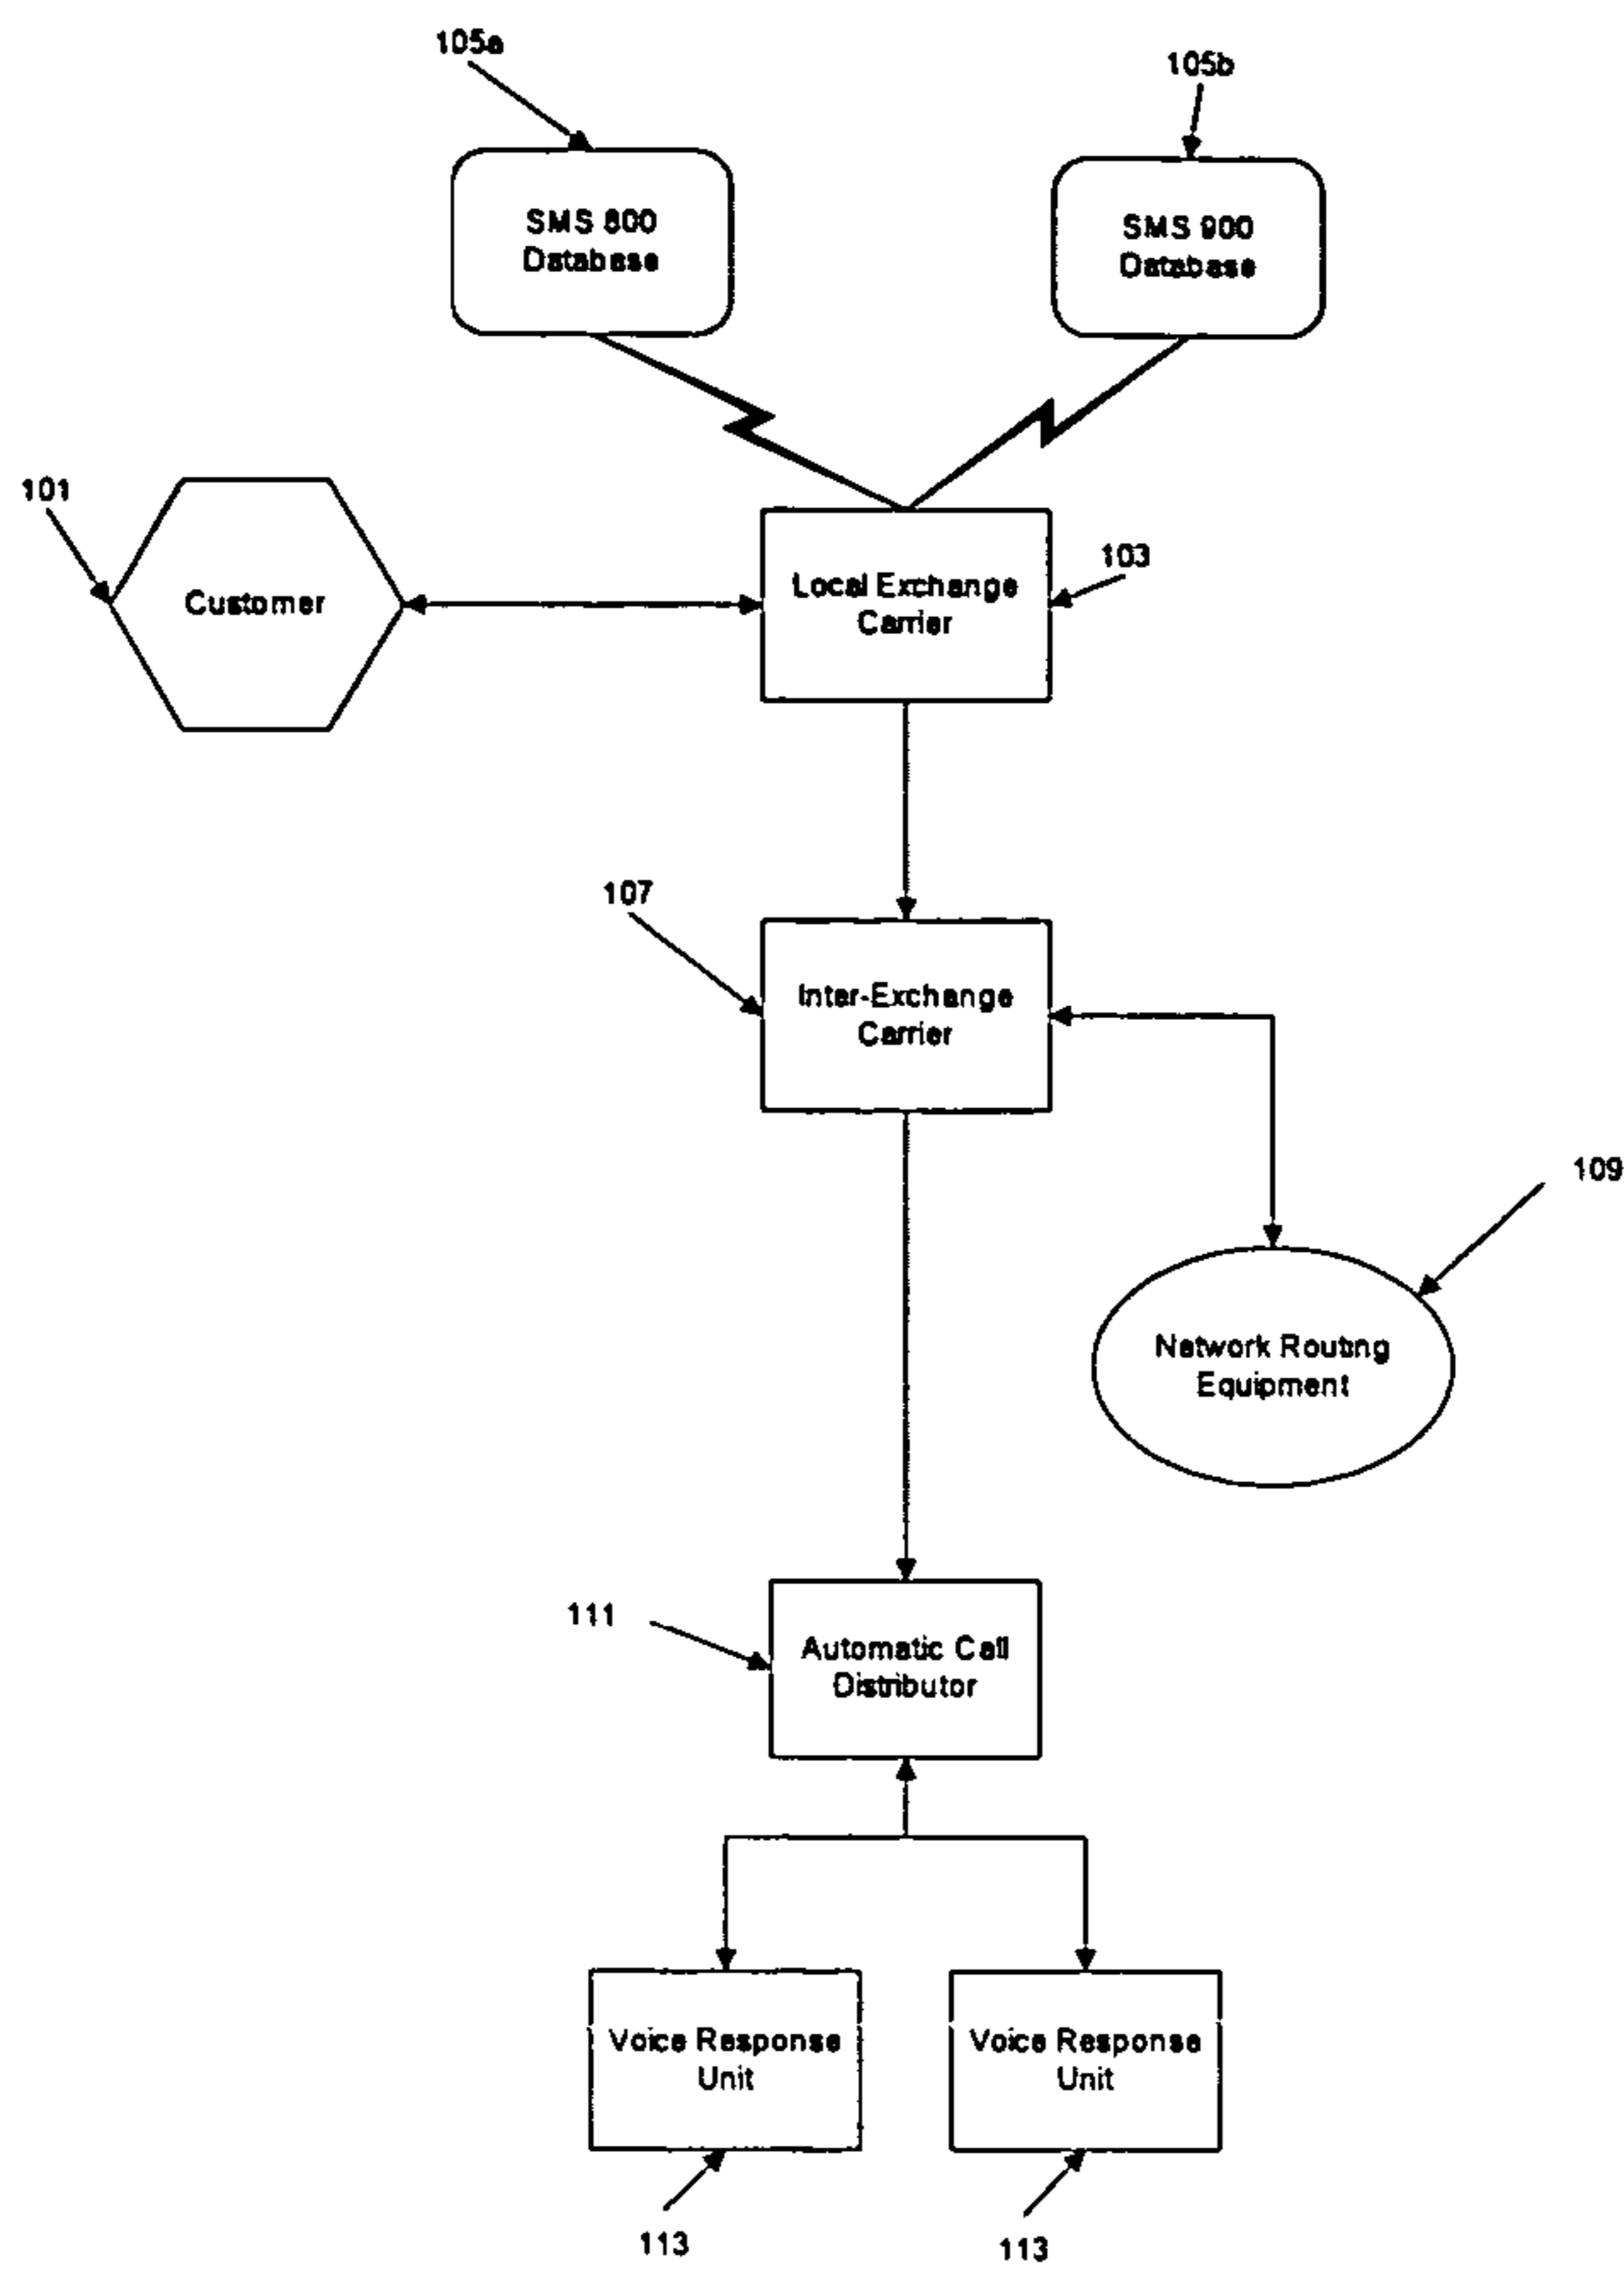 105a
105b
SMS 800
Database
SMS 900
Database
101
Customer
103
Local Exchange
Carrier
107
Inter-Exchange
Carrier
109
Network Routing
Equipment
111
Automatic Call
Distributor
Voice Response
Unit
Voice Response
Unit
113
113